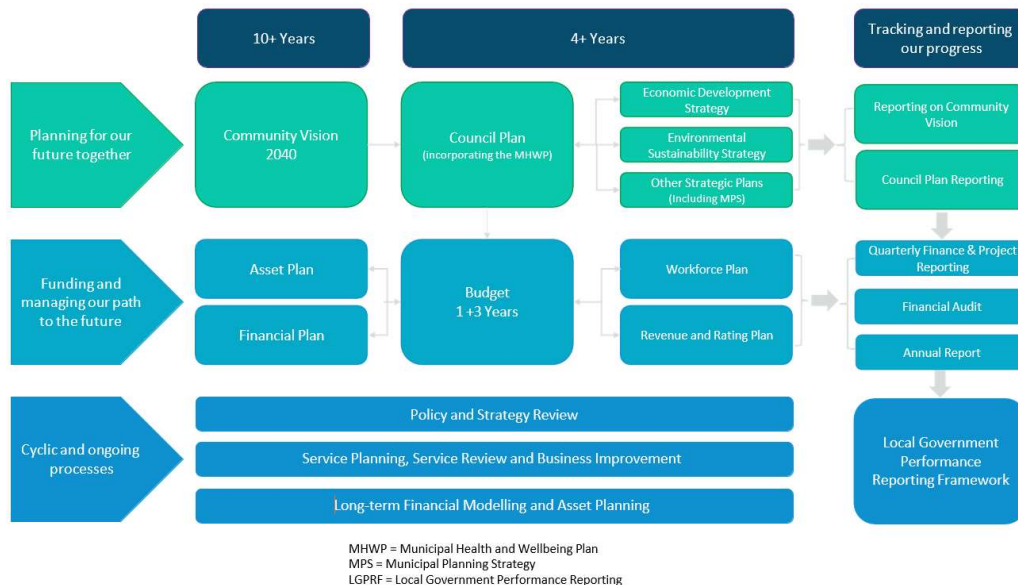 10+ Years
4+ Years
Tracking and reporting
our progress
Planning for our
future together
Community Vision
2040
Council Plan
(incorporating the MHWP)
Economic Development
Strategy
Environmental
Sustainability Strategy
Other Strategic Plans
(Including MPS)
Reporting on Community
Vision
Council Plan Reporting
Funding and
managing our path
to the future
Asset Plan
Financial Plan
Budget
1 +3 Years
Workforce Plan
Revenue and Rating Plan
Quarterly Finance & Project
Reporting
Financial Audit
Annual Report
Cyclic and ongoing
processes
Policy and Strategy Review
Service Planning, Service Review and Business Improvement
Long-term Financial Modelling and Asset Planning
Local Government
Performance
Reporting Framework
MHWP = Municipal Health and Wellbeing Plan
MPS = Municipal Planning Strategy
LGPRF = Local Government Performance Reporting